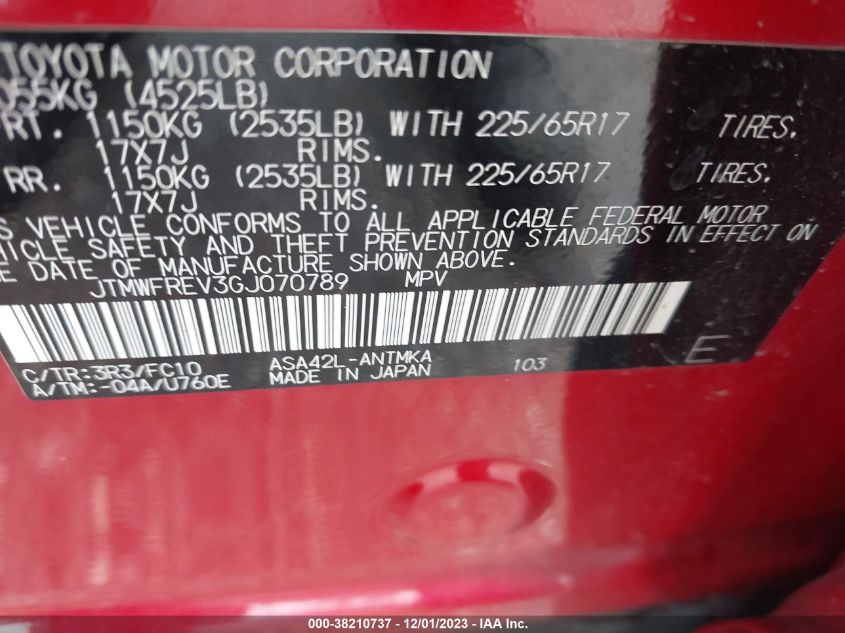 TOYOTA MOTOR CORPORATION
055KG (4525LB)
RT. 1150KG (2535LB) WITH 225/65R17 TIRES.
17X7J RIMS.
RR. 1150KG (2535LB) WITH 225/65R17 TIRES.
17X7J RIMS.
S VEHICLE CONFORMS TO ALL APPLICABLE FEDERAL MOTOR
HICLE SAFETY AND THEFT PREVENTION STANDARDS IN EFFECT ON
E DATE OF MANUFACTURE SHOWN ABOVE.
JTMWFREV3GJ070789 MPV
C/TR:3R3/FC10 ASA42L-ANTMKA
A/TM:-04A/U760E MADE IN JAPAN 103 E
000-38210737 - 12/01/2023 - IAA Inc.